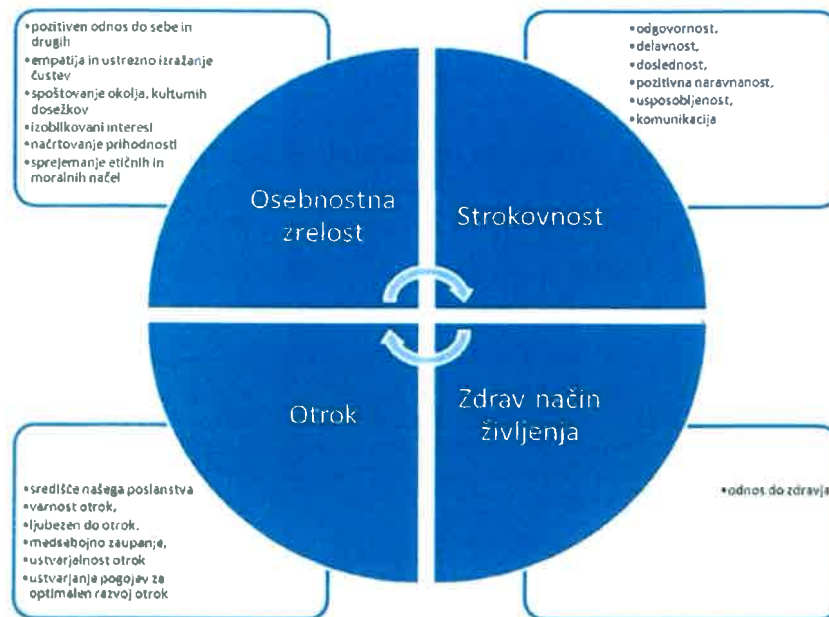 •pozitiven odnos do sebe in
drugih
•empatija in ustrezno izražanje
čustev
•spoštovanje okolja, kulturnih
dosežkov
•izoblikovani interesi
•načrtovanje prihodnosti
•sprejemanje etičnih in
moralnih načel
•odgovornost,
•delavnost,
•doslednost,
•pozitivna naravnanost,
•usposobljenost,
•komunikacija
Osebnostna
zrelost
Strokovnost
Otrok
Zdrav način
življenja
•središče našega poslanstva
•varnost otrok,
•ljubezen do otrok,
•medsebojno zaupanje,
•ustvarjalnost otrok
•ustvarjanje pogojev za
optimalen razvoj otrok
•odnos do zdravja